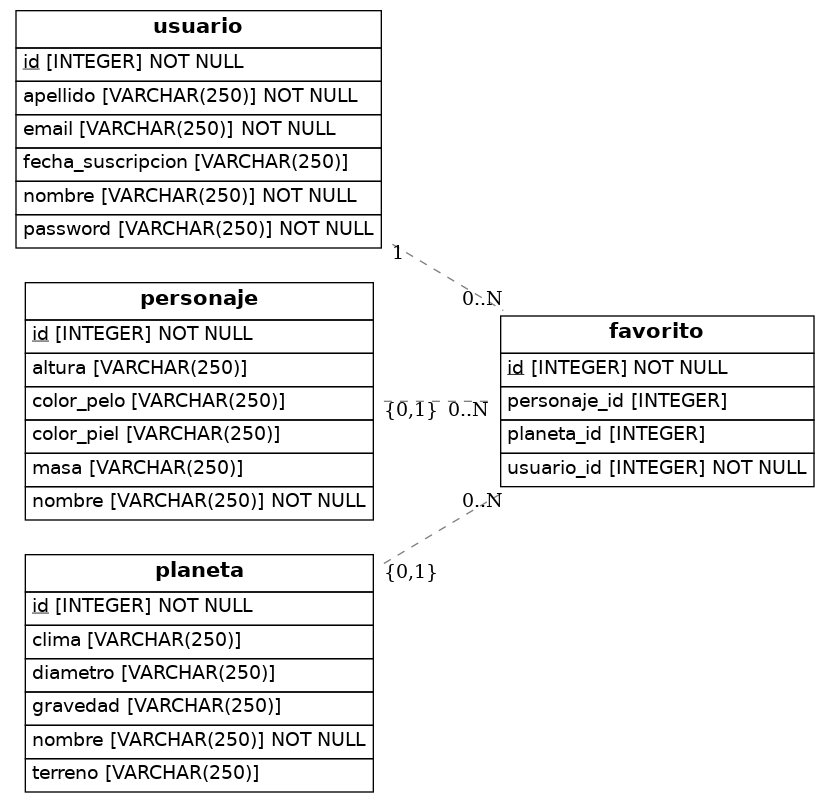 usuario
id [INTEGER] NOT NULL
apellido [VARCHAR(250)] NOT NULL
email [VARCHAR(250)] NOT NULL
fecha_suscripcion [VARCHAR(250)]
nombre [VARCHAR(250)] NOT NULL
password [VARCHAR(250)] NOT NULL
1
0..N
personaje
id [INTEGER] NOT NULL
altura [VARCHAR(250)]
color_pelo [VARCHAR(250)]
color_piel [VARCHAR(250)]
masa [VARCHAR(250)]
nombre [VARCHAR(250)] NOT NULL
{0,1} 0..N
favorito
id [INTEGER] NOT NULL
personaje_id [INTEGER]
planeta_id [INTEGER]
usuario_id [INTEGER] NOT NULL
0..N
{0,1}
planeta
id [INTEGER] NOT NULL
clima [VARCHAR(250)]
diametro [VARCHAR(250)]
gravedad [VARCHAR(250)]
nombre [VARCHAR(250)] NOT NULL
terreno [VARCHAR(250)]